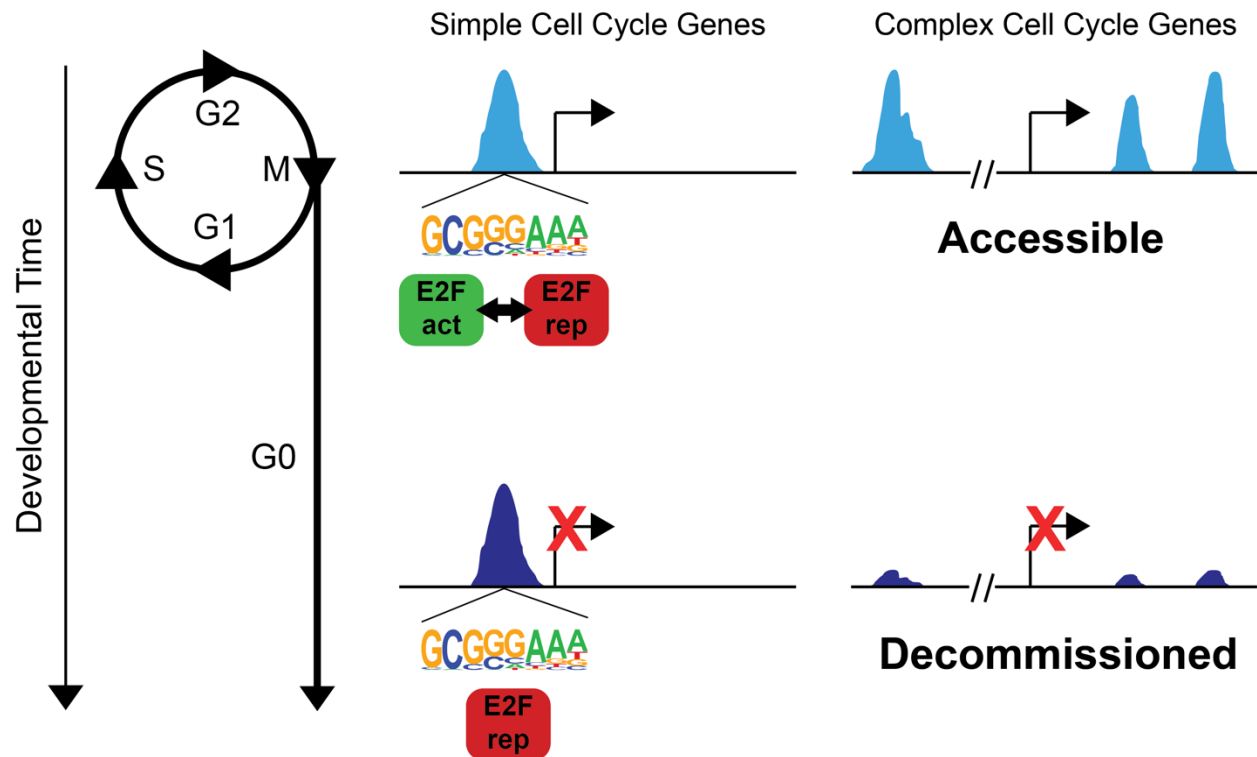 Simple Cell Cycle Genes
Complex Cell Cycle Genes
Developmental Time
G2
S
M
G1
G0
GCGGGAAA
E2F
act
E2F
rep
Accessible
X
X
GCGGGAAA
E2F
rep
Decommissioned